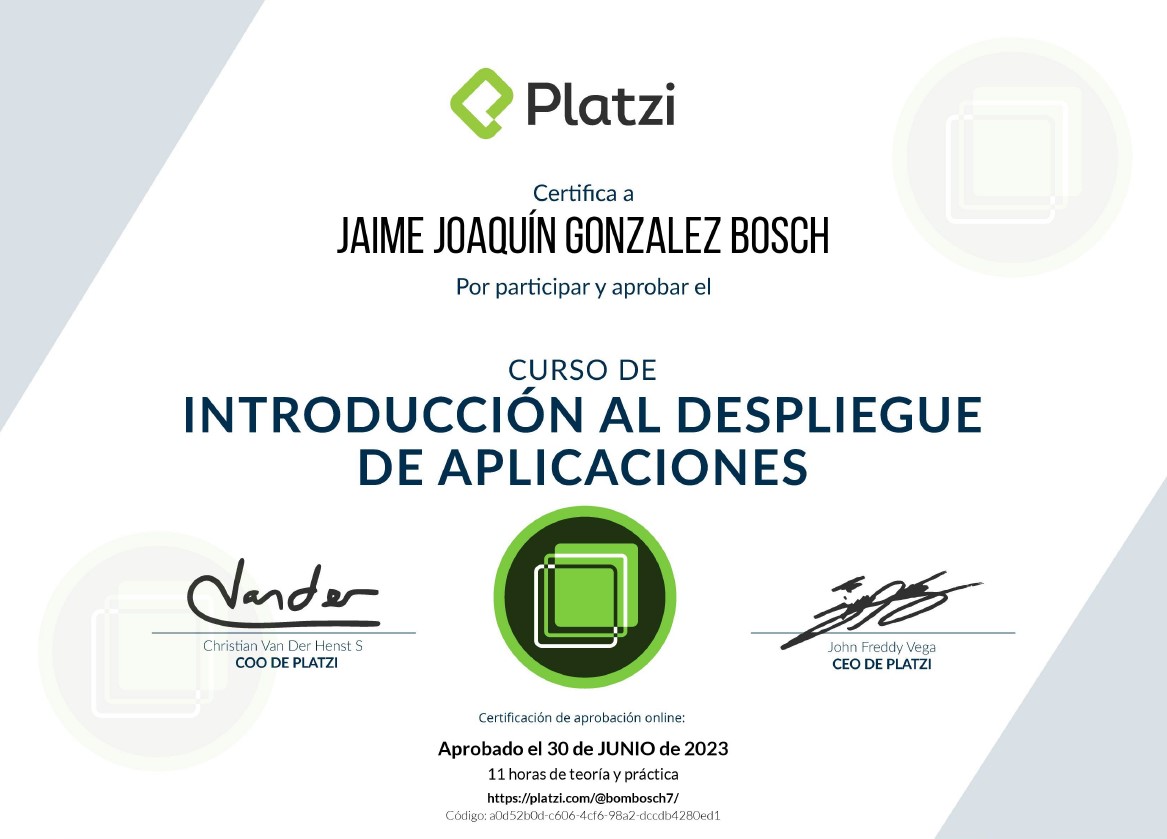 Platzi
Certifica a
JAIME JOAQUÍN GONZALEZ BOSCH
Por participar y aprobar el
CURSO DE
INTRODUCCIÓN AL DESPLIEGUE
DE APLICACIONES
Vander
Christian Van Der Henst S
COO DE PLATZI
John Freddy Vega
CEO DE PLATZI
Certificación de aprobación online:
Aprobado el 30 de JUNIO de 2023
11 horas de teoría y práctica
https://platzi.com/@bombosch7/
Código: a0d52b0d-c606-4cf6-98a2-dccdb4280ed1